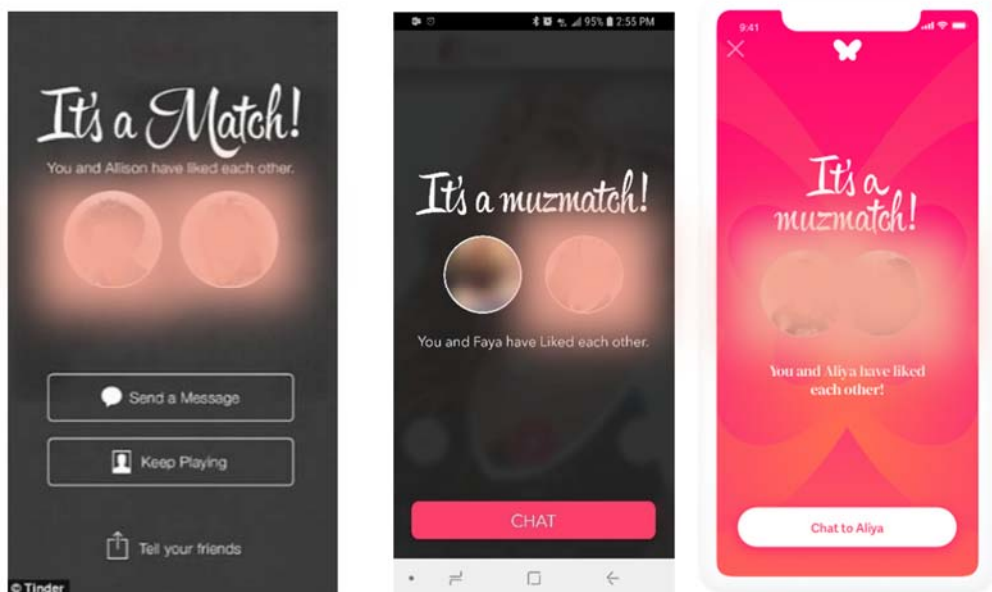 It's a Match!
You and Allison have liked each other.
Send a Message
Keep Playing
Tell your friends
© Tinder
95% 2:55 PM
It's a muzmatch!
You and Faya have Liked each other.
CHAT
9:41
It's a
muzmatch!
You and Aliya have liked
each other!
Chat to Aliya